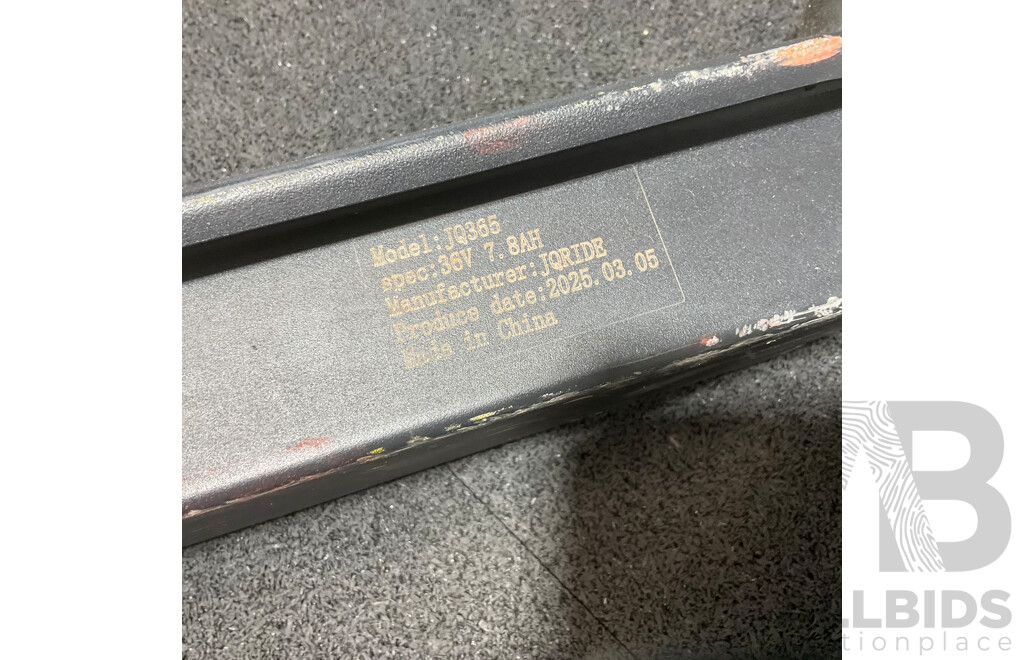 Model:JQ365
spec:36V 7.8AH
Manufacturer:JQRIDE
Produce date:2025.03.05
Made in China